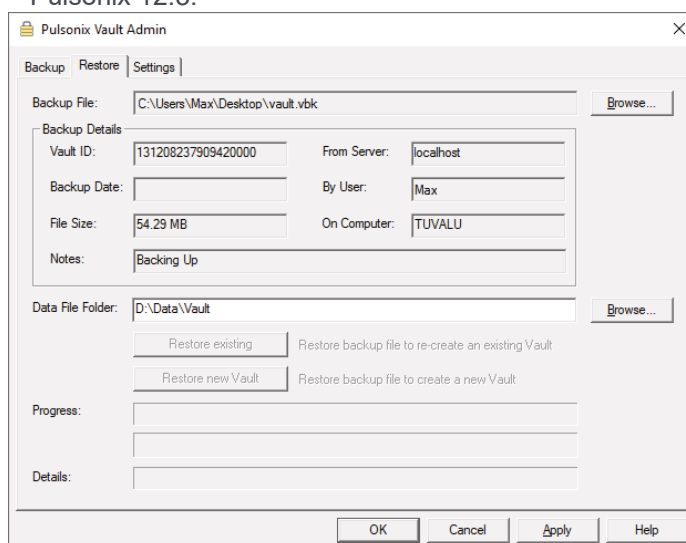 Pulsonix 12.5.
Pulsonix Vault Admin
Backup Restore Settings
Backup File: C:\Users\Max\Desktop\vault.vbk Browse...
Backup Details
Vault ID: 131208237909420000 From Server: localhost
Backup Date: By User: Max
File Size: 54.29 MB On Computer: TUVALU
Notes: Backing Up
Data File Folder: D:\Data\Vault Browse...
Restore existing Restore backup file to re-create an existing Vault
Restore new Vault Restore backup file to create a new Vault
Progress:
Details:
OK Cancel Apply Help